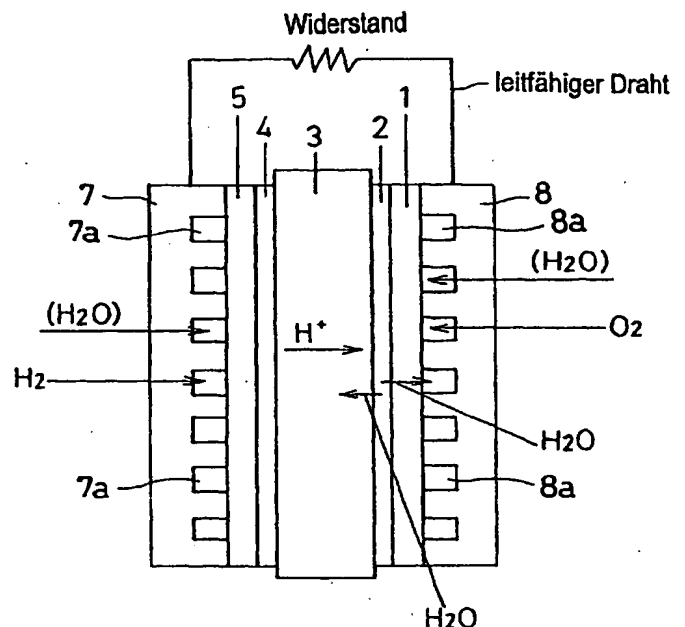 Widerstand
leitfähiger Draht
5
4
3
2
1
7
8
7a
8a
(H2O)
(H2O)
H+
O2
H2
H2O
7a
8a
H2O